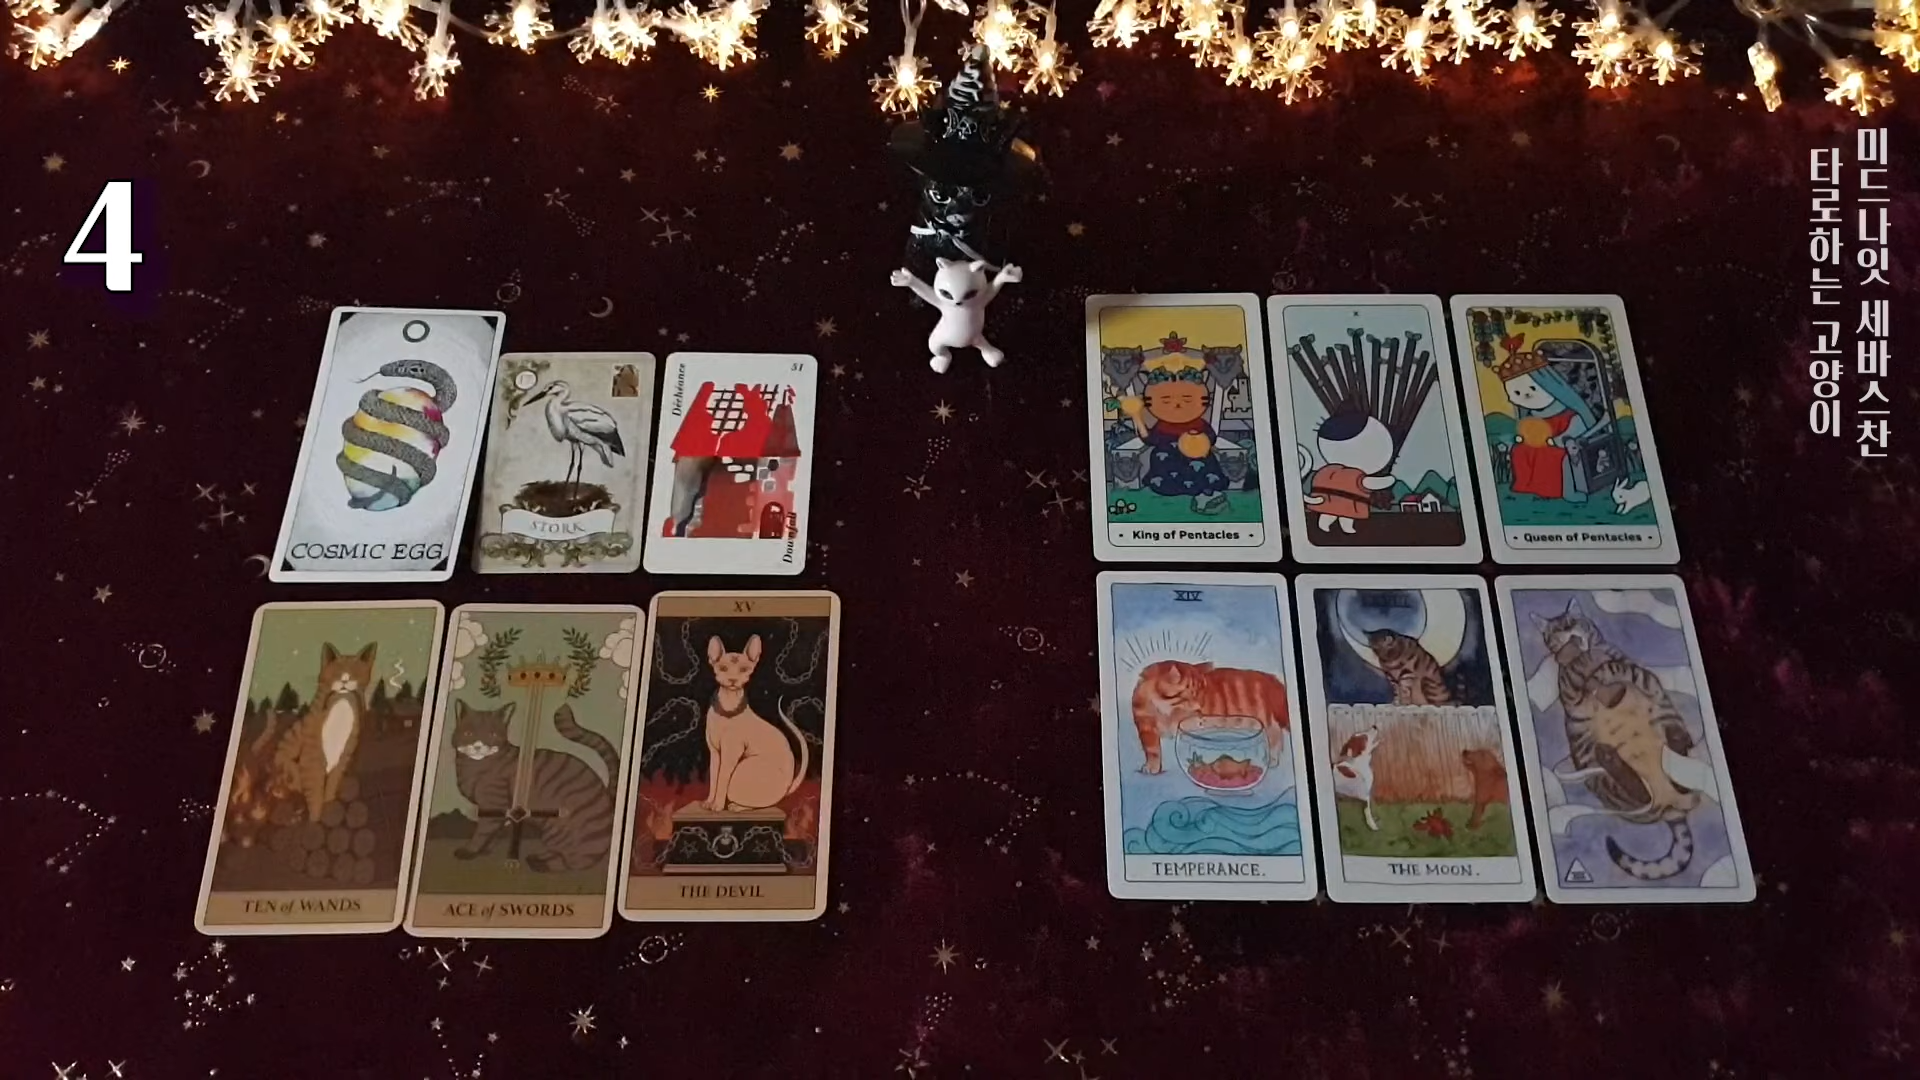 4
미드나잇 세바스찬
타로하는 고양이
COSMIC EGG
17
STORK
51
Déchéance
Downfall
King of Pentacles
X
Queen of Pentacles
TEN of WANDS
ACE of SWORDS
XV
THE DEVIL
XIV
TEMPERANCE.
THE MOON.